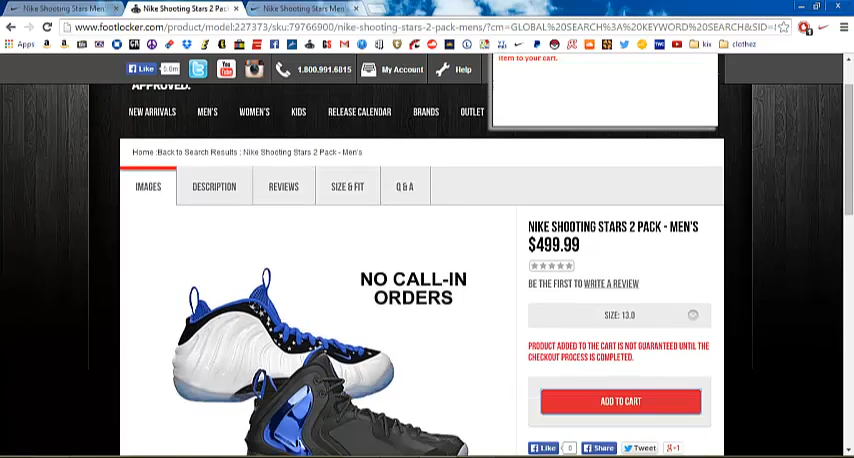 Nike Shooting Stars Men
Nike Shooting Stars 2 Pa
Nike Shooting Stars Men
www.footlocker.com/product/model:227373/sku:79766900/nike-shooting-stars-2-pack-mens/?cm=GLOBAL%20SEARCH%3A%20KEYWORD%20SEARCH&SID=
Apps
kix
clothez
Like
5.0m
You
Tube
1.800.991.6815
My Account
Help
item to your cart.
APPROVED.
NEW ARRIVALS
MEN'S
WOMEN'S
KIDS
RELEASE CALENDAR
BRANDS
OUTLET
Home :Back to Search Results : Nike Shooting Stars 2 Pack - Men's
IMAGES
DESCRIPTION
REVIEWS
SIZE & FIT
Q & A
NO CALL-IN
ORDERS
NIKE SHOOTING STARS 2 PACK - MEN'S
$499.99
BE THE FIRST TO WRITE A REVIEW
SIZE: 13.0
PRODUCT ADDED TO THE CART IS NOT GUARANTEED UNTIL THE
CHECKOUT PROCESS IS COMPLETED.
ADD TO CART
Like
0
Share
Tweet
+1